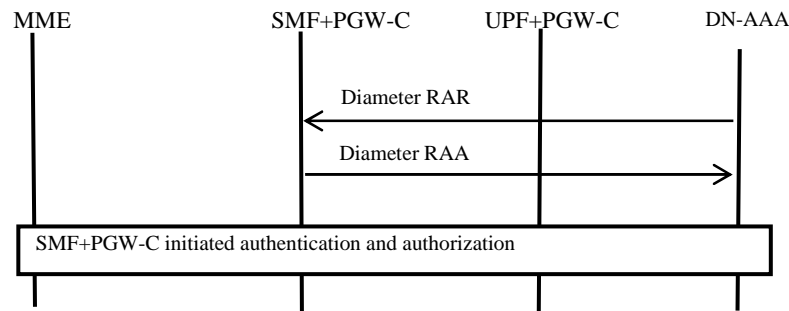 MME SMF+PGW-C UPF+PGW-C DN-AAA
Diameter RAR
Diameter RAA
SMF+PGW-C initiated authentication and authorization